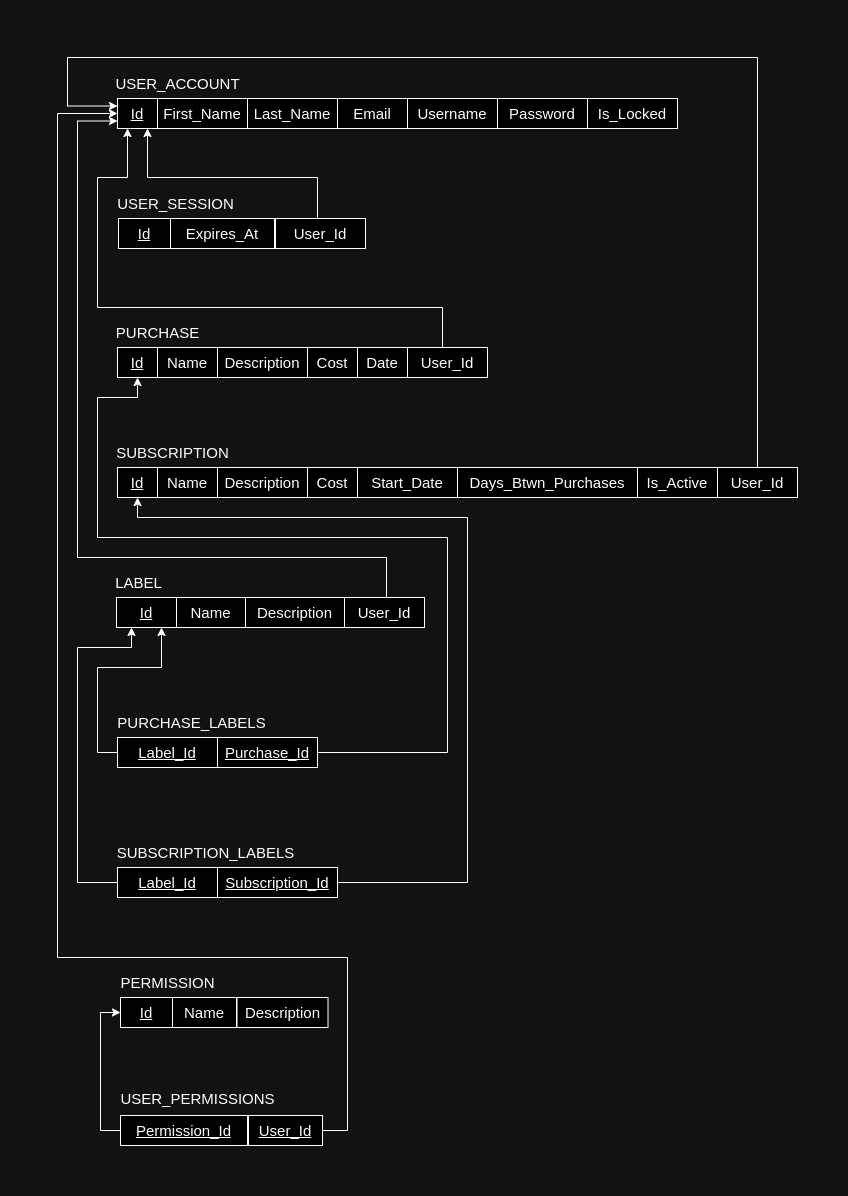 USER_ACCOUNT
Id First_Name Last_Name Email Username Password Is_Locked
USER_SESSION
Id Expires_At User_Id
PURCHASE
Id Name Description Cost Date User_Id
SUBSCRIPTION
Id Name Description Cost Start_Date Days_Btwn_Purchases Is_Active User_Id
LABEL
Id Name Description User_Id
PURCHASE_LABELS
Label_Id Purchase_Id
SUBSCRIPTION_LABELS
Label_Id Subscription_Id
PERMISSION
Id Name Description
USER_PERMISSIONS
Permission_Id User_Id